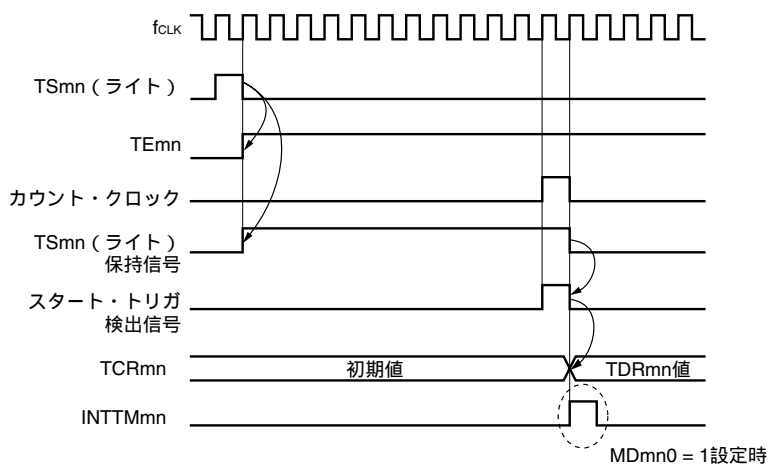 fCLK
TSmn（ライト）
TEmn
カウント・クロック
TSmn（ライト）
保持信号
スタート・トリガ
検出信号
TCRmn
初期値
TDRmn値
INTTMmn
MDmn0 = 1設定時